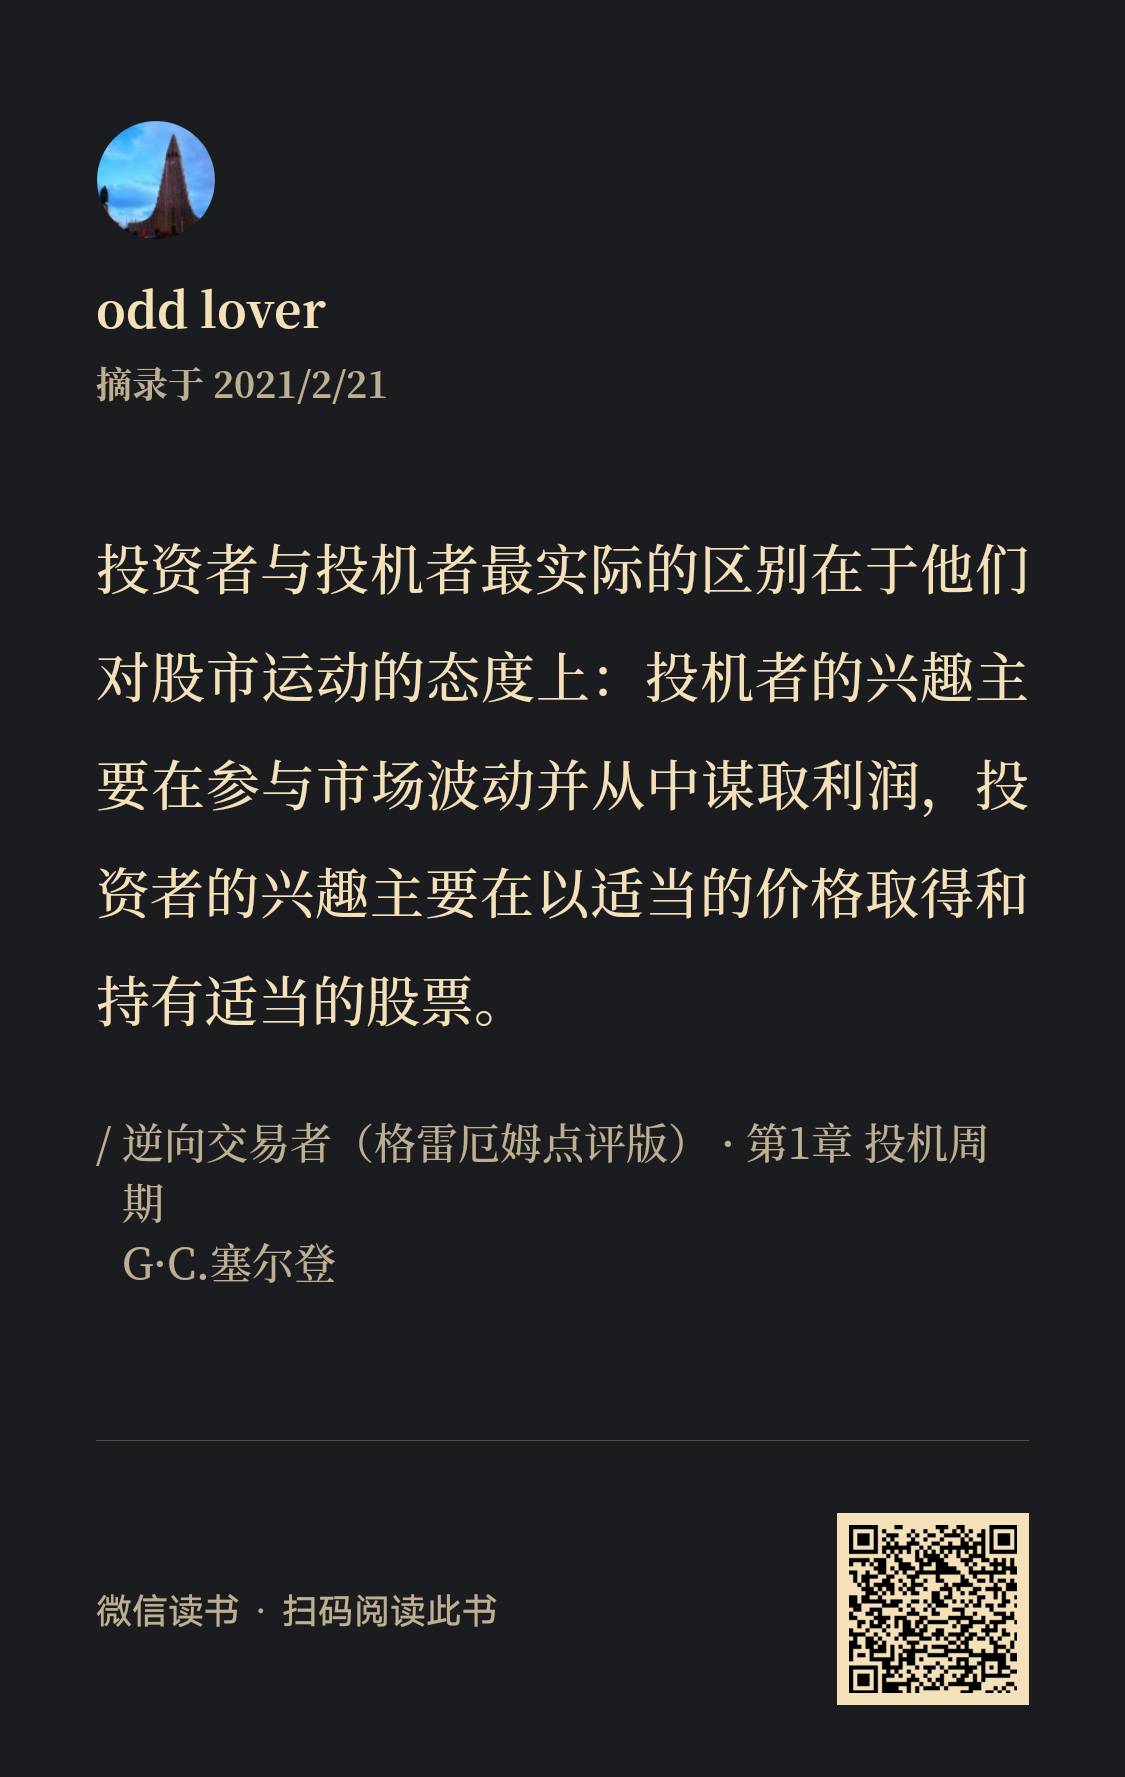 odd lover
摘录于 2021/2/21
投资者与投机者最实际的区别在于他们
对股市运动的态度上：投机者的兴趣主
要在参与市场波动并从中谋取利润，投
资者的兴趣主要在以适当的价格取得和
持有适当的股票。
/ 逆向交易者（格雷厄姆点评版） · 第1章 投机周
期
G·C.塞尔登
微信读书 · 扫码阅读此书